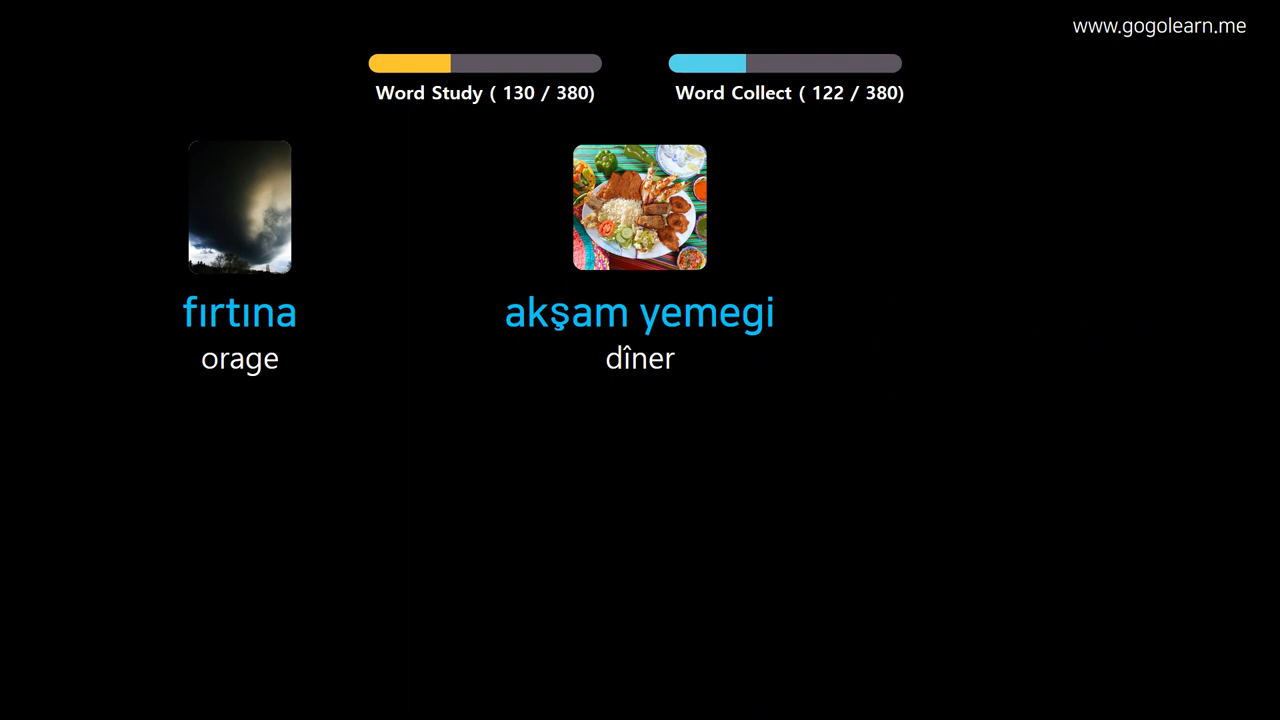 www.gogolearn.me
Word Study ( 130 / 380)
Word Collect ( 122 / 380)
fırtına
orage
akşam yemegi
dîner